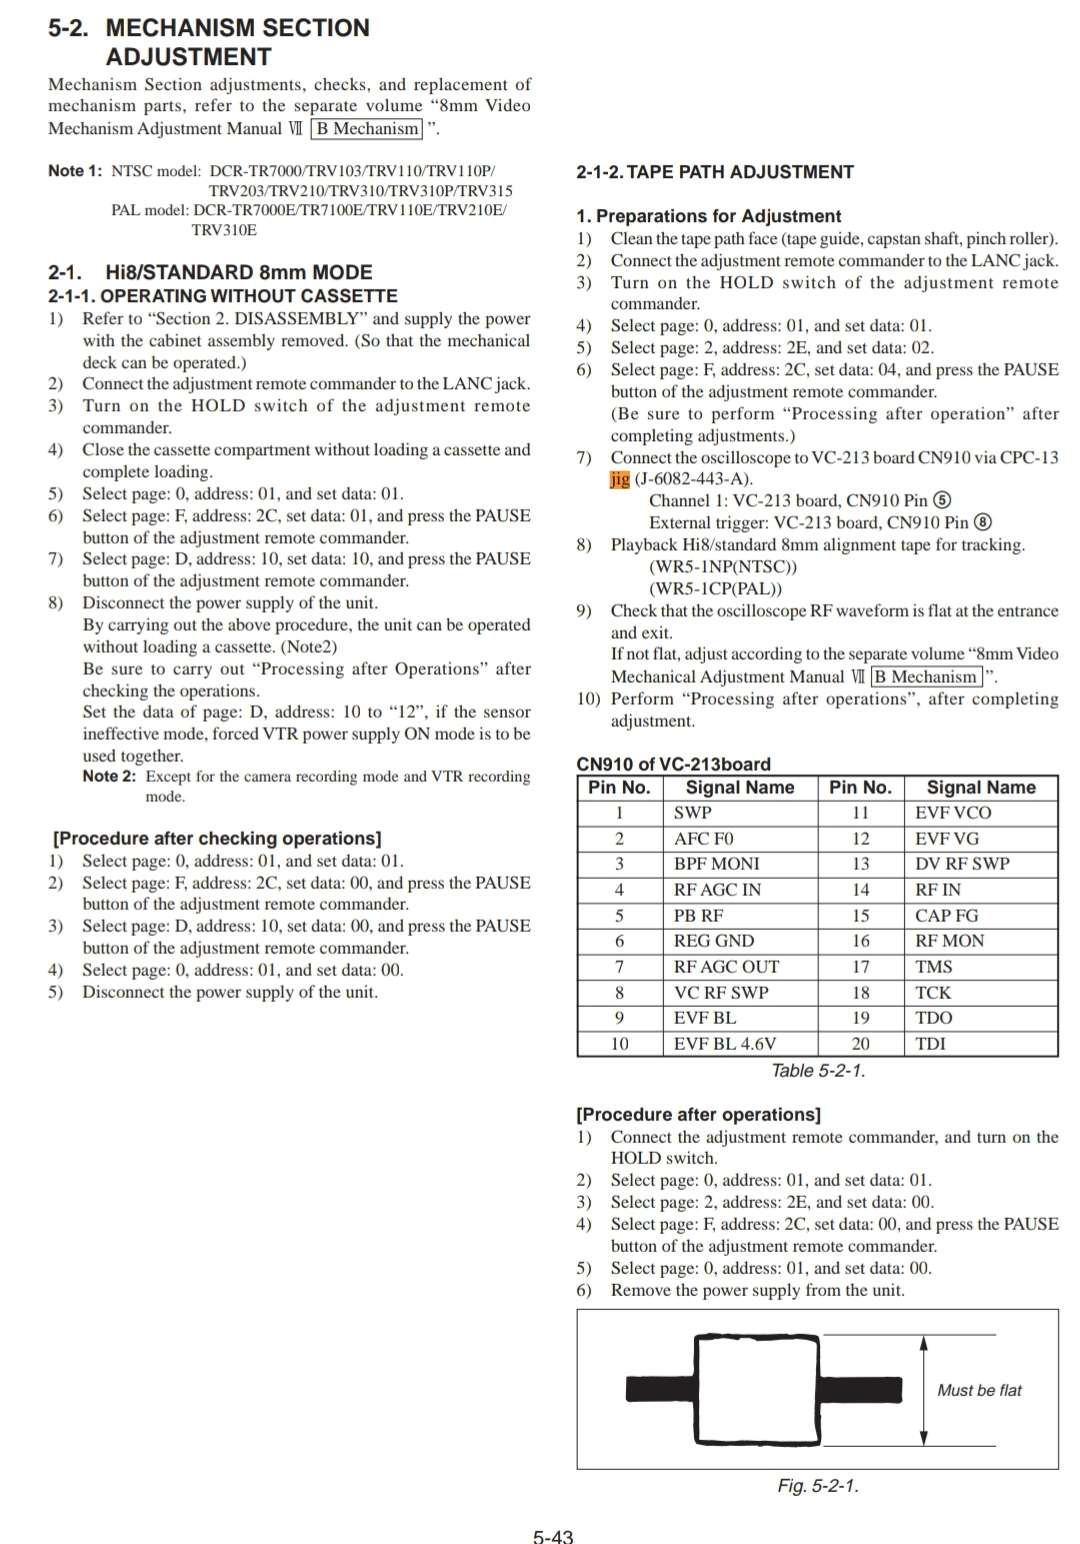 5-2. MECHANISM SECTION
ADJUSTMENT
Mechanism Section adjustments, checks, and replacement of
mechanism parts, refer to the separate volume “8mm Video
Mechanism Adjustment Manual Ⅶ B Mechanism ”.
Note 1: NTSC model: DCR-TR7000/TRV103/TRV110/TRV110P/
TRV203/TRV210/TRV310/TRV310P/TRV315
PAL model: DCR-TR7000E/TR7100E/TRV110E/TRV210E/
TRV310E
2-1. Hi8/STANDARD 8mm MODE
2-1-1. OPERATING WITHOUT CASSETTE
1) Refer to “Section 2. DISASSEMBLY” and supply the power
with the cabinet assembly removed. (So that the mechanical
deck can be operated.)
2) Connect the adjustment remote commander to the LANC jack.
3) Turn on the HOLD switch of the adjustment remote
commander.
4) Close the cassette compartment without loading a cassette and
complete loading.
5) Select page: 0, address: 01, and set data: 01.
6) Select page: F, address: 2C, set data: 01, and press the PAUSE
button of the adjustment remote commander.
7) Select page: D, address: 10, set data: 10, and press the PAUSE
button of the adjustment remote commander.
8) Disconnect the power supply of the unit.
By carrying out the above procedure, the unit can be operated
without loading a cassette. (Note2)
Be sure to carry out “Processing after Operations” after
checking the operations.
Set the data of page: D, address: 10 to “12”, if the sensor
ineffective mode, forced VTR power supply ON mode is to be
used together.
Note 2: Except for the camera recording mode and VTR recording
mode.
[Procedure after checking operations]
1) Select page: 0, address: 01, and set data: 01.
2) Select page: F, address: 2C, set data: 00, and press the PAUSE
button of the adjustment remote commander.
3) Select page: D, address: 10, set data: 00, and press the PAUSE
button of the adjustment remote commander.
4) Select page: 0, address: 01, and set data: 00.
5) Disconnect the power supply of the unit.
2-1-2. TAPE PATH ADJUSTMENT
1. Preparations for Adjustment
1) Clean the tape path face (tape guide, capstan shaft, pinch roller).
2) Connect the adjustment remote commander to the LANC jack.
3) Turn on the HOLD switch of the adjustment remote
commander.
4) Select page: 0, address: 01, and set data: 01.
5) Select page: 2, address: 2E, and set data: 02.
6) Select page: F, address: 2C, set data: 04, and press the PAUSE
button of the adjustment remote commander.
(Be sure to perform “Processing after operation” after
completing adjustments.)
7) Connect the oscilloscope to VC-213 board CN910 via CPC-13
jig (J-6082-443-A).
Channel 1: VC-213 board, CN910 Pin ⑤
External trigger: VC-213 board, CN910 Pin ⑧
8) Playback Hi8/standard 8mm alignment tape for tracking.
(WR5-1NP(NTSC))
(WR5-1CP(PAL))
9) Check that the oscilloscope RF waveform is flat at the entrance
and exit.
If not flat, adjust according to the separate volume “8mm Video
Mechanical Adjustment Manual Ⅶ B Mechanism ”.
10) Perform “Processing after operations”, after completing
adjustment.
CN910 of VC-213board
Pin No. Signal Name Pin No. Signal Name
1 SWP 11 EVF VCO
2 AFC F0 12 EVF VG
3 BPF MONI 13 DV RF SWP
4 RF AGC IN 14 RF IN
5 PB RF 15 CAP FG
6 REG GND 16 RF MON
7 RF AGC OUT 17 TMS
8 VC RF SWP 18 TCK
9 EVF BL 19 TDO
10 EVF BL 4.6V 20 TDI
Table 5-2-1.
[Procedure after operations]
1) Connect the adjustment remote commander, and turn on the
HOLD switch.
2) Select page: 0, address: 01, and set data: 01.
3) Select page: 2, address: 2E, and set data: 00.
4) Select page: F, address: 2C, set data: 00, and press the PAUSE
button of the adjustment remote commander.
5) Select page: 0, address: 01, and set data: 00.
6) Remove the power supply from the unit.
Must be flat
Fig. 5-2-1.
5-43